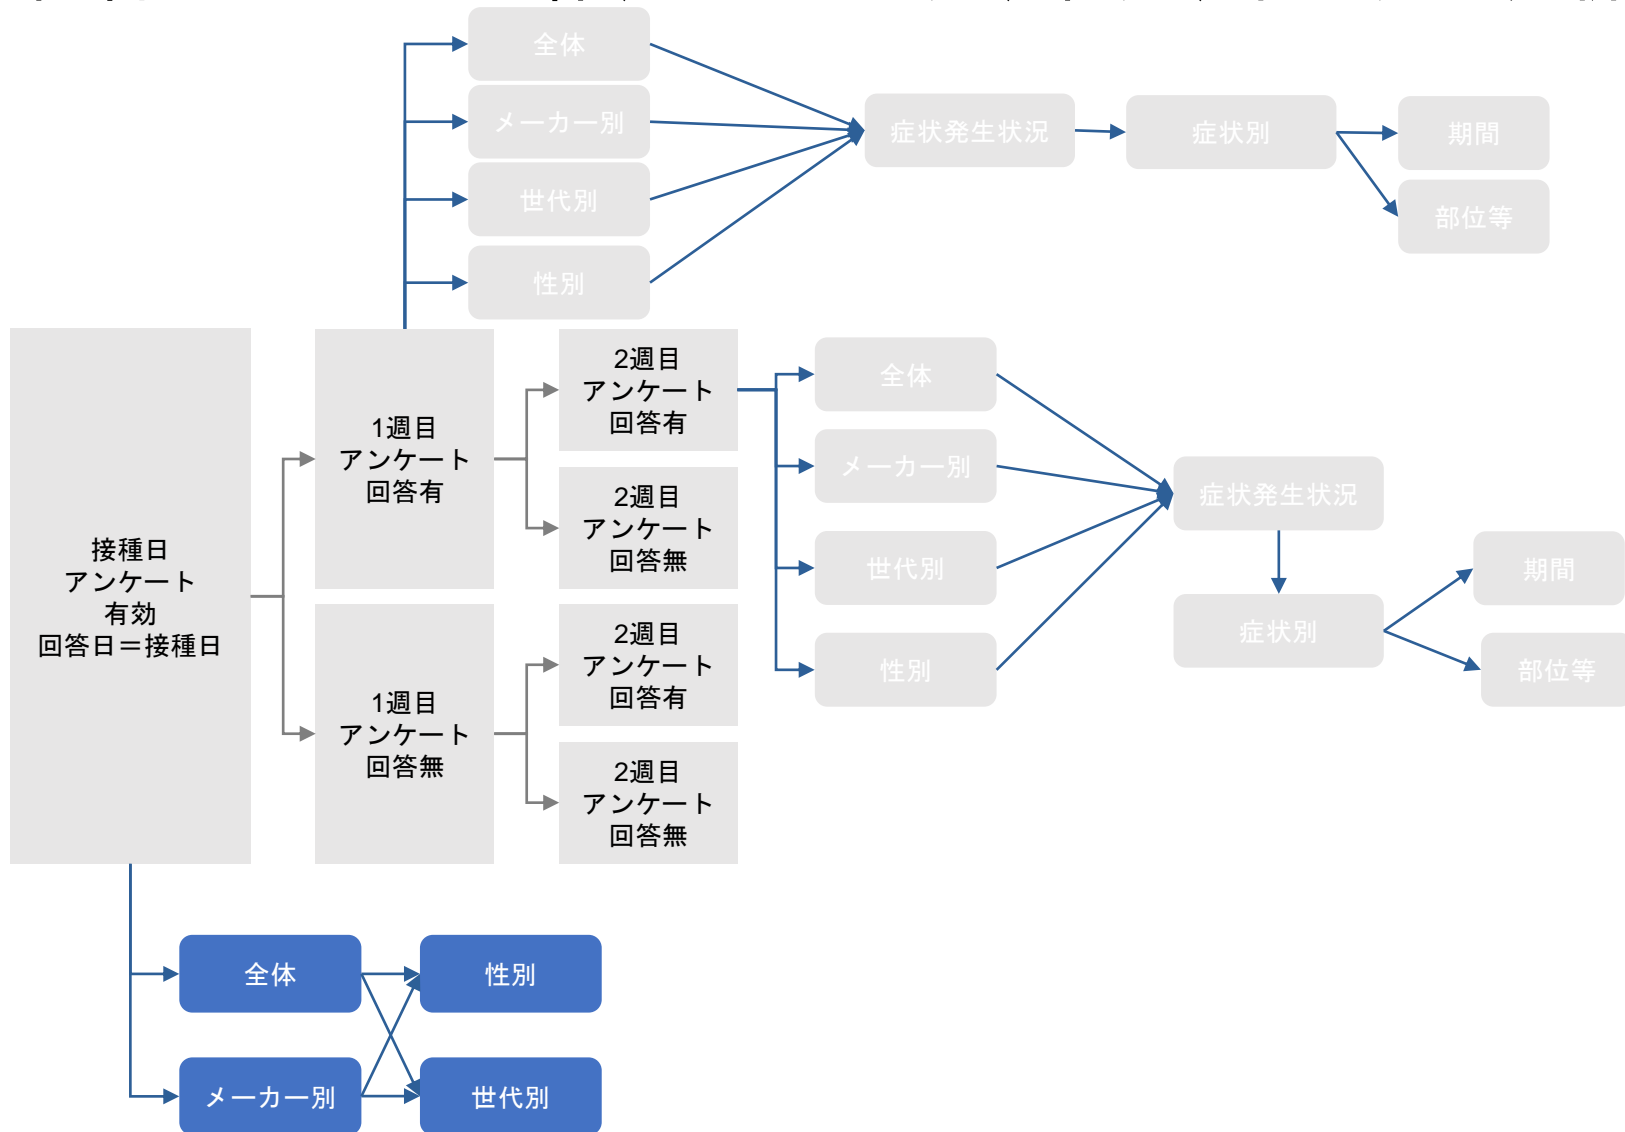 全体
メーカー別
世代別
性別
症状発生状況
症状別
期間
部位等
接種日
アンケート
有効
回答日＝接種日
1週目
アンケート
回答有
1週目
アンケート
回答無
2週目
アンケート
回答有
2週目
アンケート
回答無
2週目
アンケート
回答有
2週目
アンケート
回答無
全体
メーカー別
世代別
性別
症状発生状況
症状別
期間
部位等
全体
性別
メーカー別
世代別